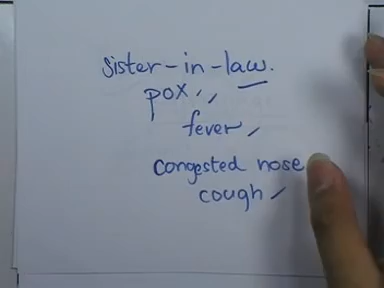 sister-in-law.
pox,,
fever,
congested nose
cough,